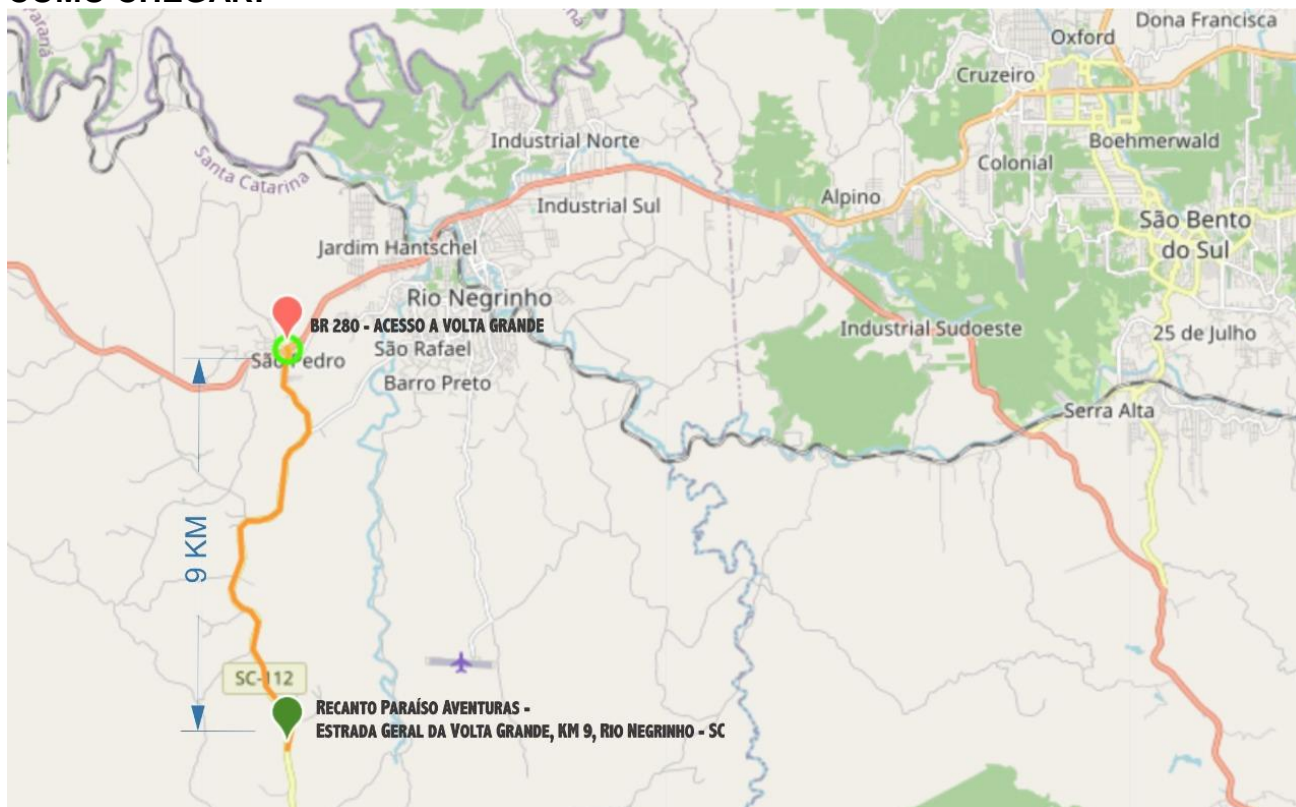 COMO CHEGAR?
Paraná
Paraná
Dona Francisca
Oxford
Cruzeiro
Industrial Norte
Boehmerwald
Santa Catarina
Colonial
Alpino
Industrial Sul
São Bento
do Sul
Jardim Hantschel
Rio Negrinho
BR 280 - ACESSO A VOLTA GRANDE
Industrial Sudoeste
25 de Julho
São Rafael
São Pedro
Barro Preto
Serra Alta
9 KM
SC-112
RECANTO PARAÍSO AVENTURAS -
ESTRADA GERAL DA VOLTA GRANDE, KM 9, RIO NEGRINHO - SC